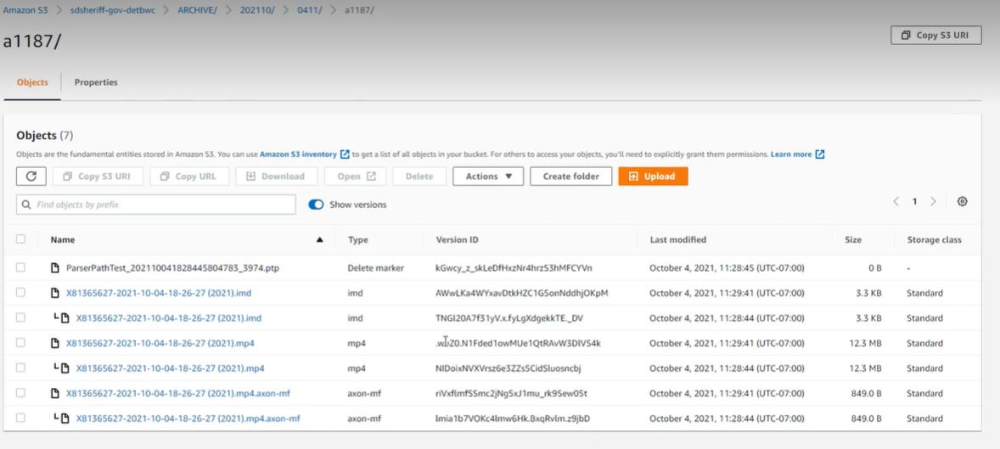 Amazon S3 > sdsheriff-gov-detbwc > ARCHIVE/ > 202110/ > 0411/ > a1187/
a1187/
Copy S3 URI
Objects Properties
Objects (7)
Objects are the fundamental entities stored in Amazon S3. You can use Amazon S3 inventory to get a list of all objects in your bucket. For others to access your objects, you'll need to explicitly grant them permissions. Learn more
Copy S3 URI Copy URL Download Open Delete Actions Create folder Upload
Find objects by prefix Show versions < 1 >
Name Type Version ID Last modified Size Storage class
ParserPathTest_202110041828445804783_3974.ptp Delete marker kGwcy_z_skLeDfHxzNr4hrzS3hMFCYVn October 4, 2021, 11:28:45 (UTC-07:00) 0 B -
X81365627-2021-10-04-18-26-27 (2021).imd imd AWwLKa4WYxavDtkHZC1G5onNddhjOKpM October 4, 2021, 11:29:41 (UTC-07:00) 3.3 KB Standard
X81365627-2021-10-04-18-26-27 (2021).imd imd TNGl20A7f31yV.x.fyLgXdgekkTE._DV October 4, 2021, 11:28:44 (UTC-07:00) 3.3 KB Standard
X81365627-2021-10-04-18-26-27 (2021).mp4 mp4 October 4, 2021, 11:29:41 (UTC-07:00) 12.3 MB Standard
X81365627-2021-10-04-18-26-27 (2021).mp4 mp4 NIDoixNVXVrsz6e3ZZs5CidSluosncbj October 4, 2021, 11:28:44 (UTC-07:00) 12.3 MB Standard
X81365627-2021-10-04-18-26-27 (2021).mp4.axon-mf axon-mf riVxflmfSSmc2jNg5xJ1mu_rk9Sew05t October 4, 2021, 11:29:41 (UTC-07:00) 849.0 B Standard
X81365627-2021-10-04-18-26-27 (2021).mp4.axon-mf axon-mf lmia1b7VOKc4lmw6Hk.BxqRvlm.z9jbD October 4, 2021, 11:28:44 (UTC-07:00) 849.0 B Standard